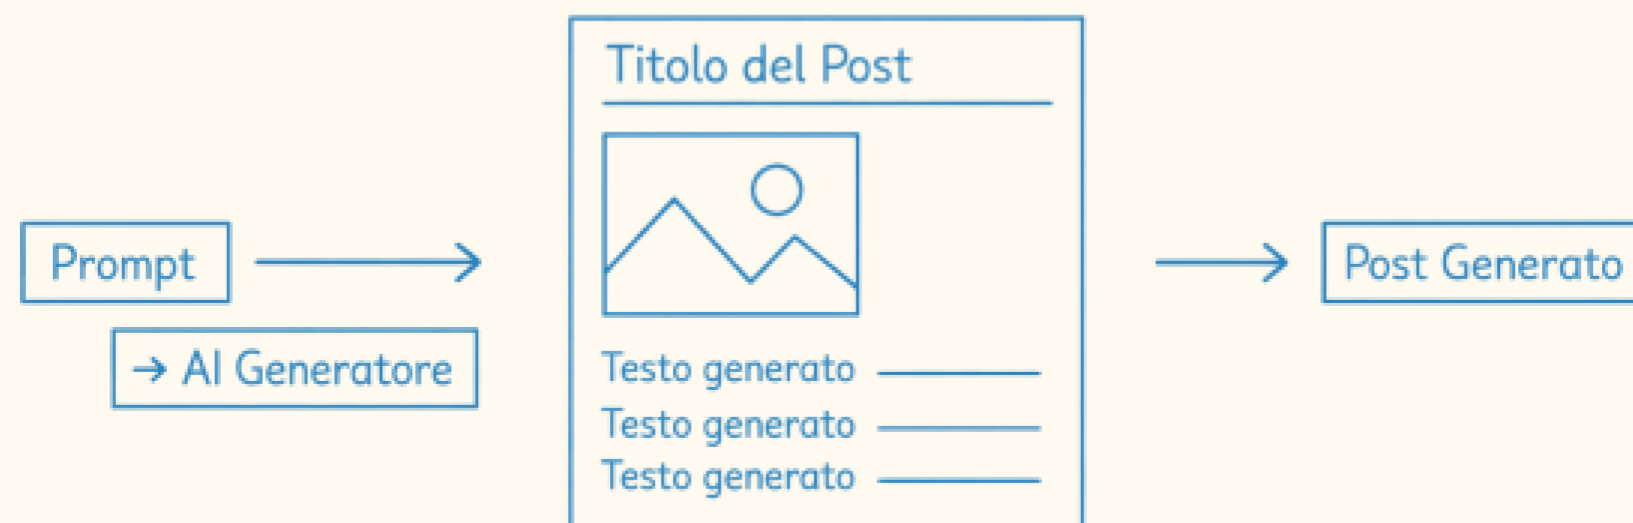 Titolo del Post
Prompt
→ AI Generatore
Testo generato
Testo generato
Testo generato
Post Generato